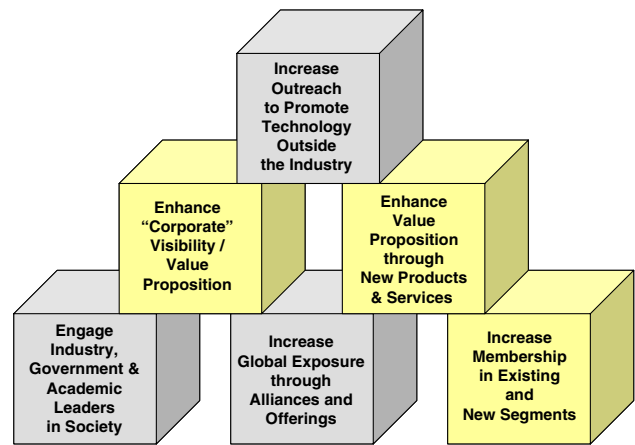 Increase
Outreach
to Promote
Technology
Outside
the Industry
Enhance
“Corporate”
Visibility /
Value
Proposition
Enhance
Value
Proposition
through
New Products
& Services
Engage
Industry,
Government &
Academic
Leaders
in Society
Increase
Global Exposure
through
Alliances and
Offerings
Increase
Membership
in Existing
and
New Segments